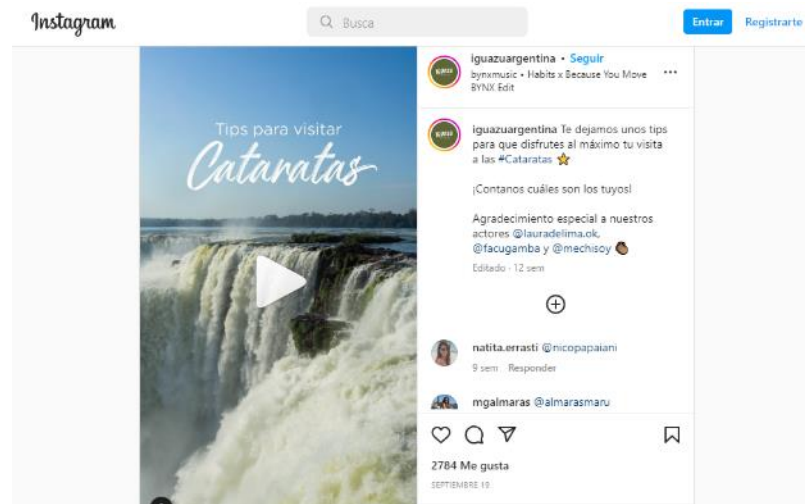 Instagram
Busca
Entrar
Registrarte
Tips para visitar
Cataratas
iguazuargentina • Seguir
bynxmusic • Habits x Because You Move
BYNX Edit
iguazuargentina Te dejamos unos tips
para que disfrutes al máximo tu visita
a las #Cataratas
¡Contanos cuáles son los tuyos!
Agradecimiento especial a nuestros
actores @lauradelima.ok,
@facugamba y @mechisoy
Editado · 12 sem
natita.errasti @nicopapaiani
9 sem Responder
mgalmaras @almarasmaru
2784 Me gusta
SEPTIEMBRE 19